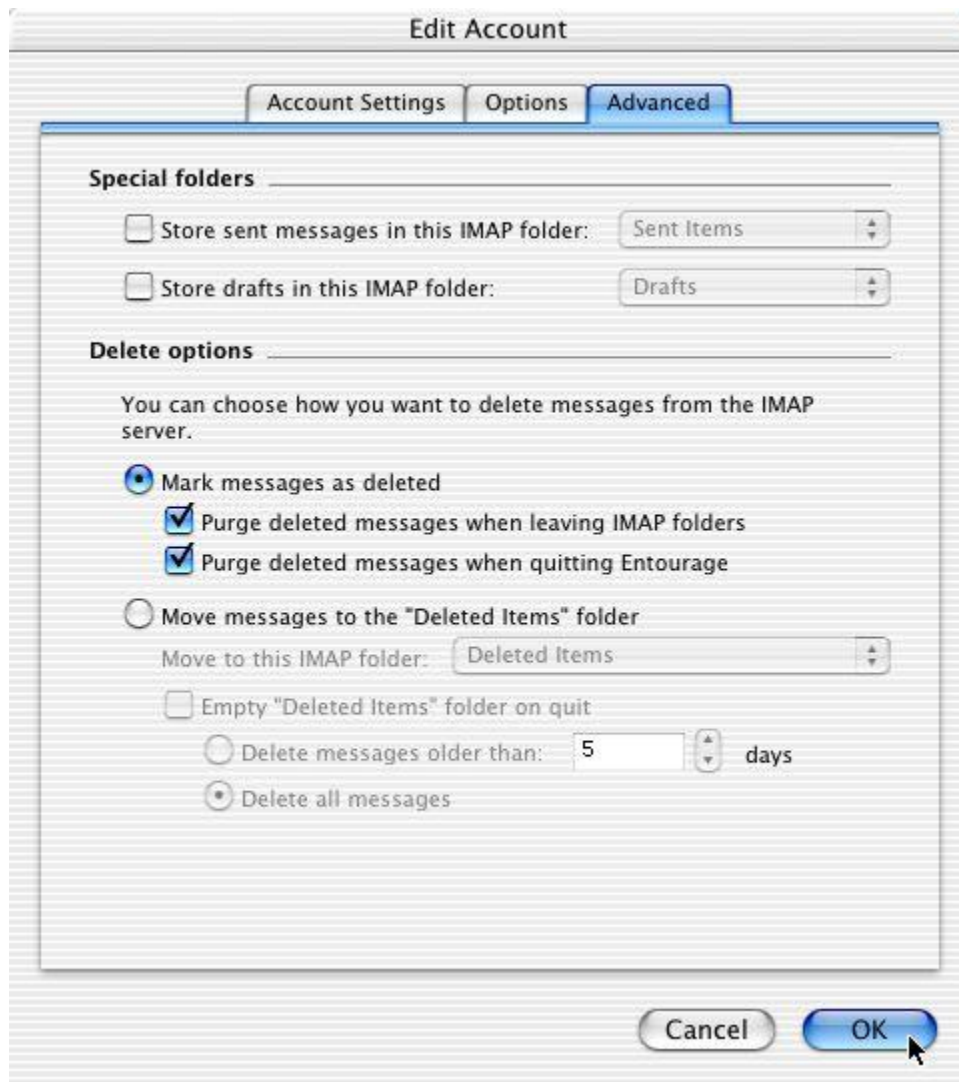 Edit Account
Account Settings Options Advanced
Special folders
Store sent messages in this IMAP folder: Sent Items
Store drafts in this IMAP folder: Drafts
Delete options
You can choose how you want to delete messages from the IMAP
server.
Mark messages as deleted
Purge deleted messages when leaving IMAP folders
Purge deleted messages when quitting Entourage
Move messages to the "Deleted Items" folder
Move to this IMAP folder: Deleted Items
Empty "Deleted Items" folder on quit
Delete messages older than: 5 days
Delete all messages
Cancel OK